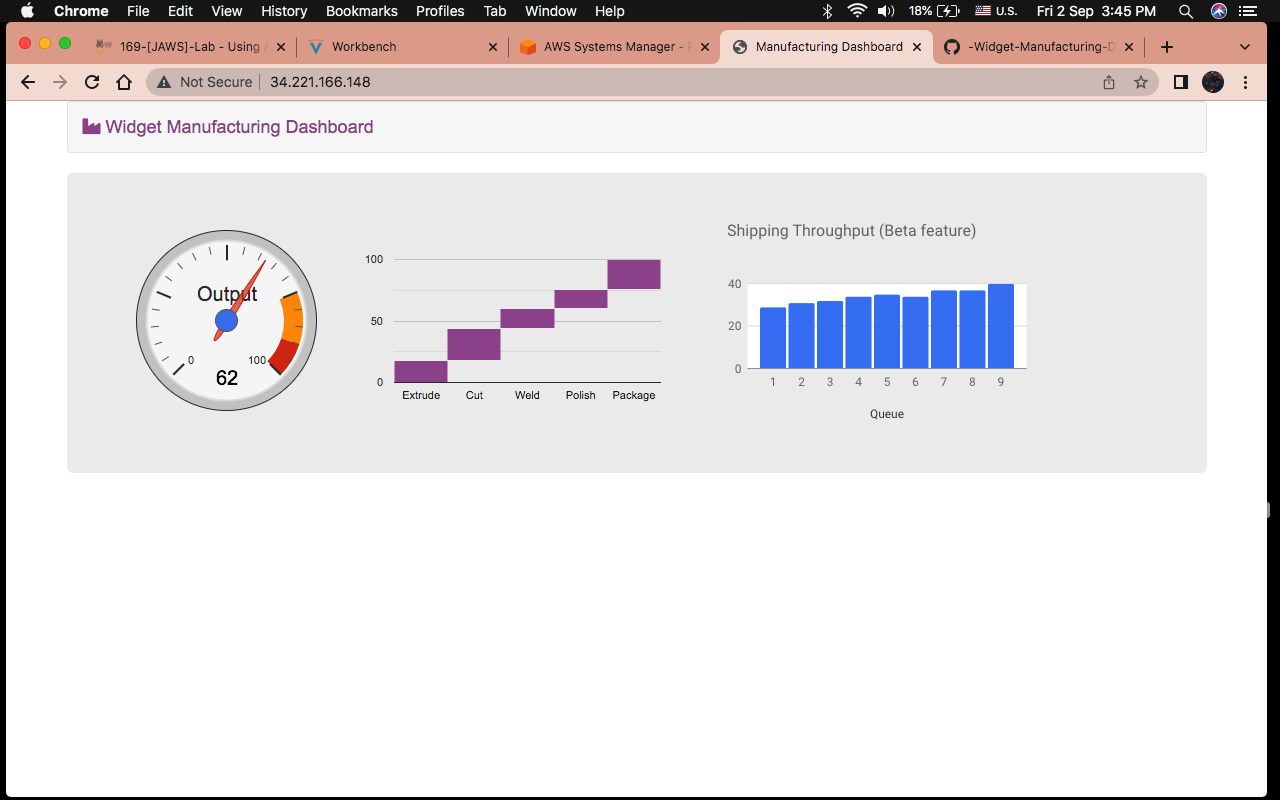 Chrome File Edit View History Bookmarks Profiles Tab Window Help 18% U.S. Fri 2 Sep 3:45 PM
169-[JAWS]-Lab - Using Workbench AWS Systems Manager - Manufacturing Dashboard -Widget-Manufacturing-D
Not Secure 34.221.166.148
Widget Manufacturing Dashboard
Output
0 100
62
100
50
0
Extrude Cut Weld Polish Package
Shipping Throughput (Beta feature)
40
20
0
1 2 3 4 5 6 7 8 9
Queue